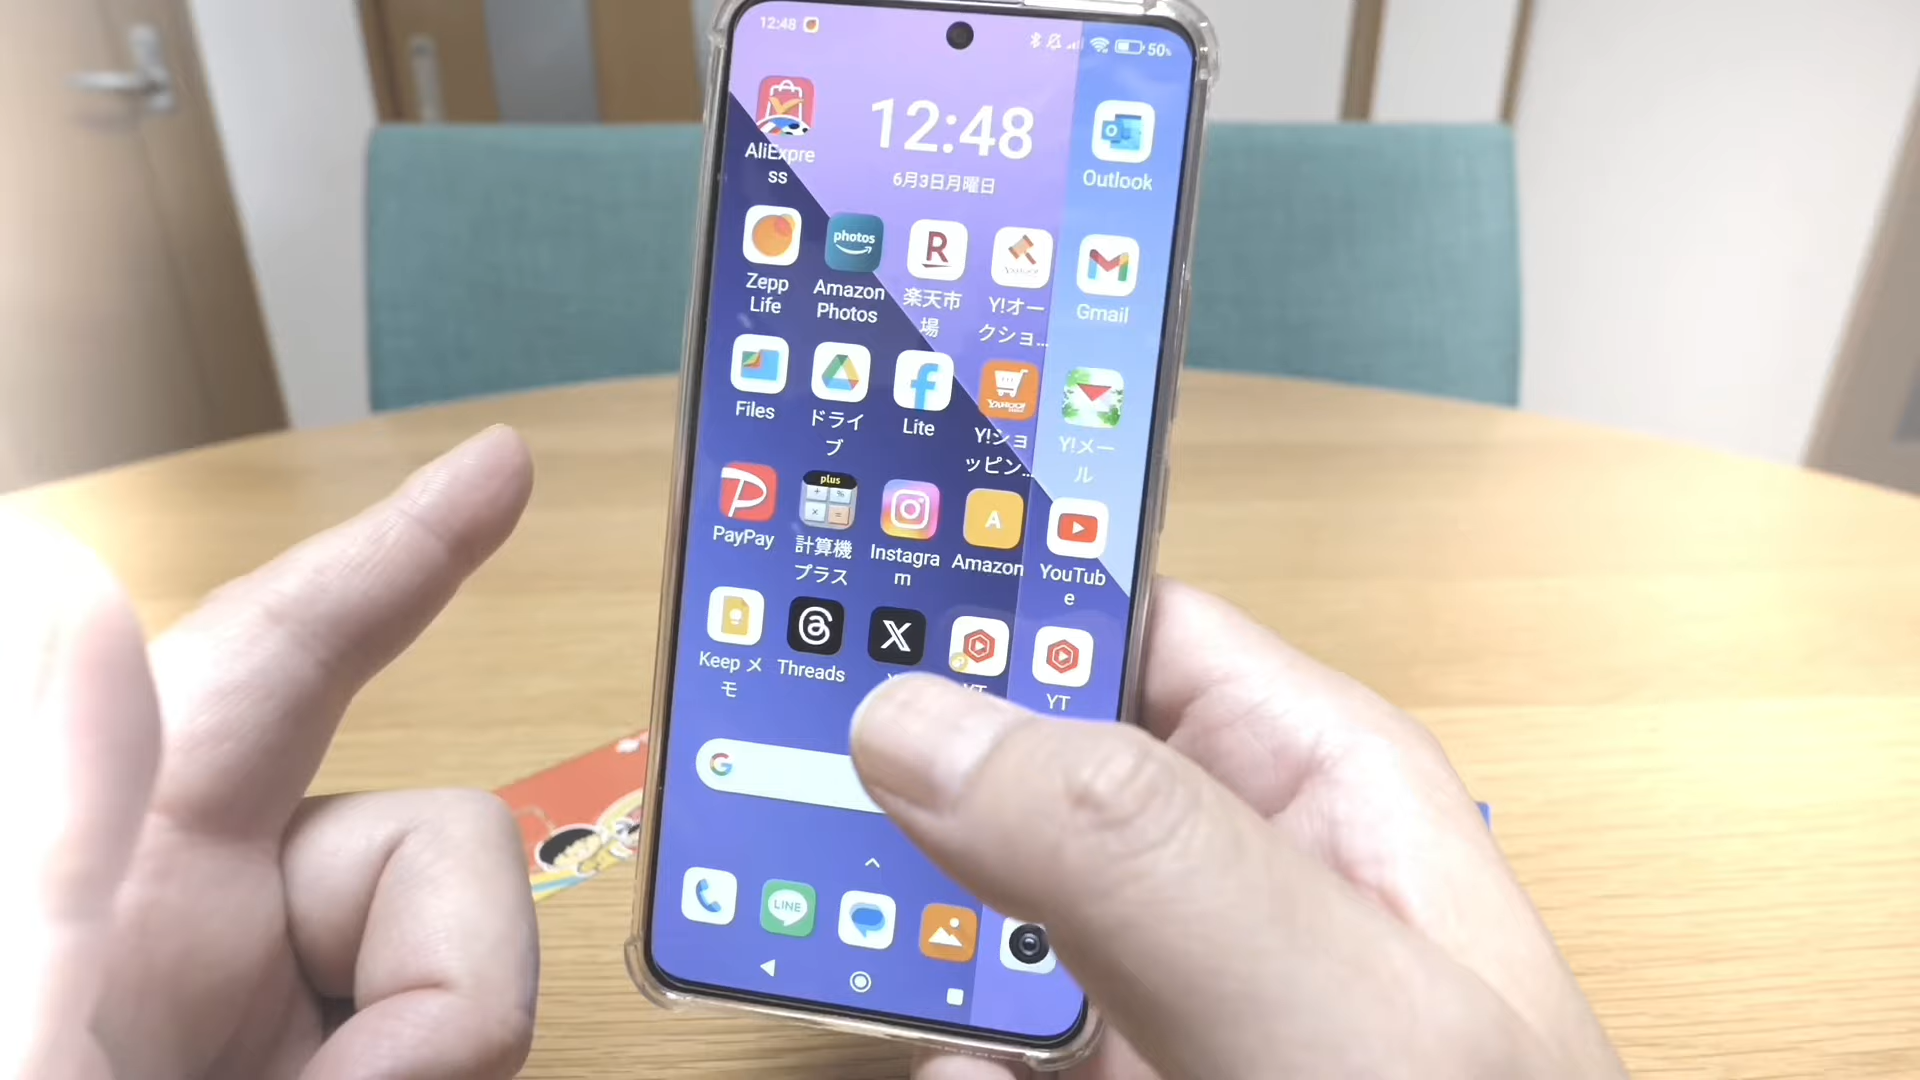 12:48
50%
12:48
6月3日月曜日
AliExpre
ss
Outlook
photos
R
YAHOO!
Zepp
Life
Amazon
Photos
楽天市
場
Y!オー
クショ...
Gmail
YAHOO!
Files
ドライ
ブ
Lite
Y!ショ
ッピン...
Y!メー
ル
plus
A
PayPay
計算機
プラス
Instagra
m
Amazon
YouTub
e
Keep メ
モ
Threads
YT
YT
G
LINE